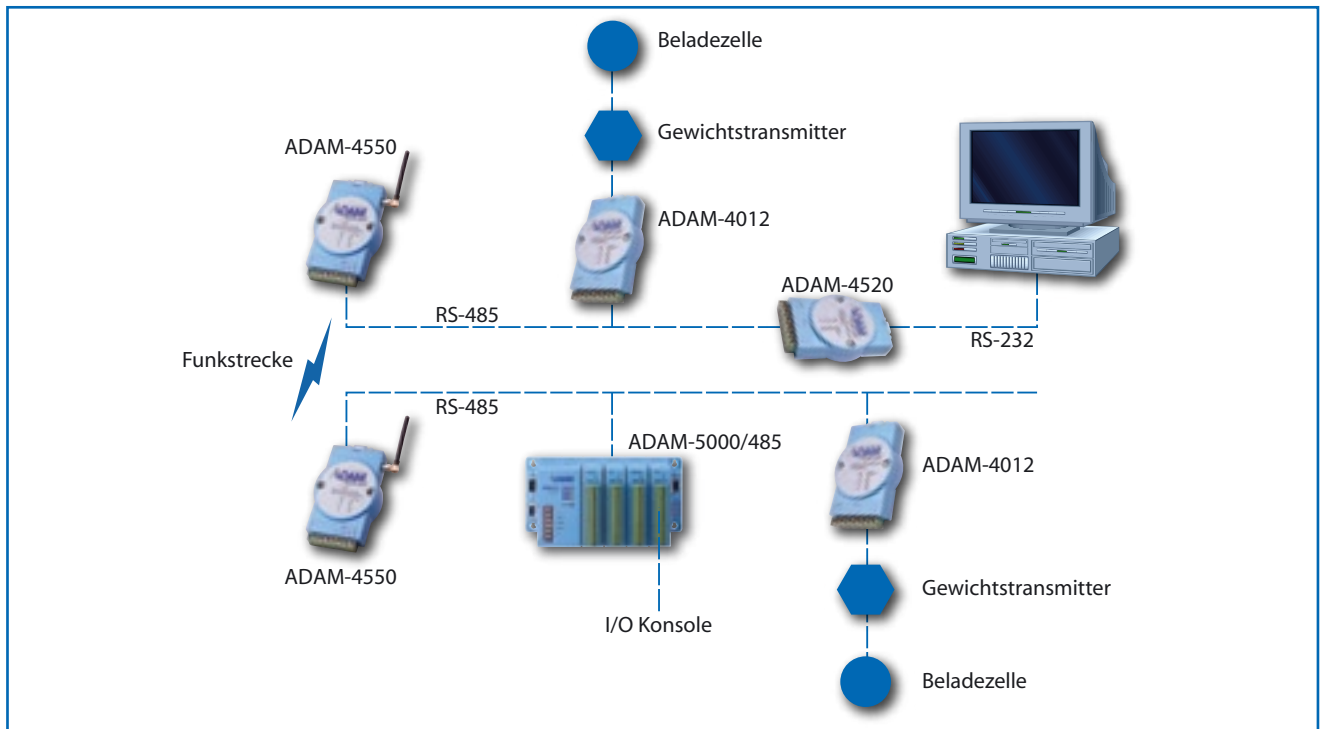 Beladezelle
Gewichtstransmitter
ADAM-4550
ADAM-4012
ADAM-4520
RS-485
RS-232
Funkstrecke
RS-485
ADAM-5000/485
ADAM-4012
ADAM-4550
Gewichtstransmitter
I/O Konsole
Beladezelle